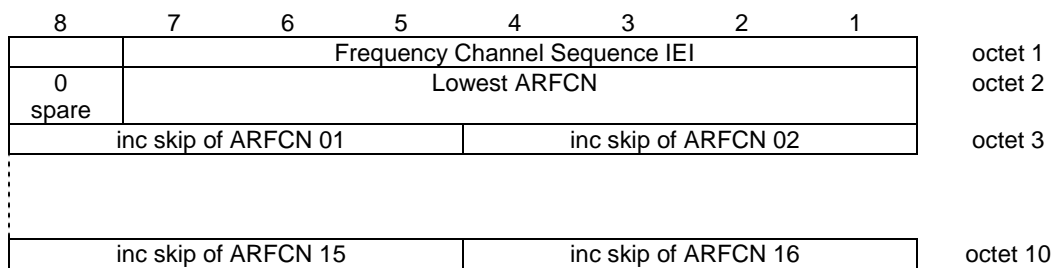 8 7 6 5 4 3 2 1
Frequency Channel Sequence IEI octet 1
0 Lowest ARFCN octet 2
spare
inc skip of ARFCN 01 inc skip of ARFCN 02 octet 3
inc skip of ARFCN 15 inc skip of ARFCN 16 octet 10